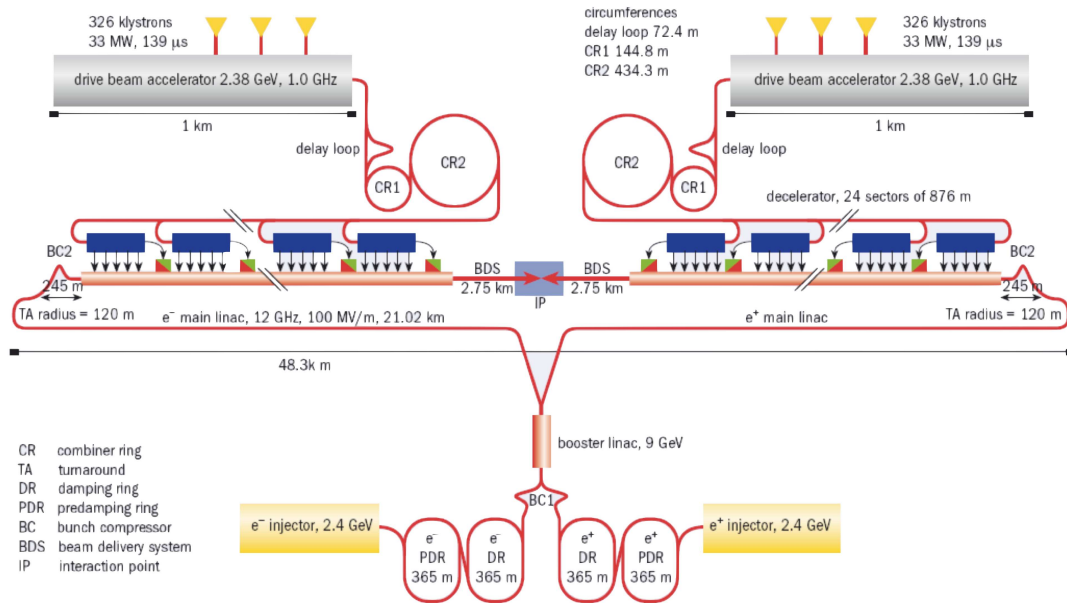 326 klystrons
33 MW, 139 μs
circumferences
delay loop 72.4 m
CR1 144.8 m
CR2 434.3 m
326 klystrons
33 MW, 139 μs
drive beam accelerator 2.38 GeV, 1.0 GHz
drive beam accelerator 2.38 GeV, 1.0 GHz
1 km
1 km
delay loop
CR2
CR1
CR2
CR1
delay loop
decelerator, 24 sectors of 876 m
BC2
BC2
245 m
BDS
2.75 km
IP
BDS
2.75 km
245 m
TA radius = 120 m
e⁻ main linac, 12 GHz, 100 MV/m, 21.02 km
e⁺ main linac
TA radius = 120 m
48.3k m
booster linac, 9 GeV
CR combiner ring
TA turnaround
DR damping ring
PDR predamping ring
BC bunch compressor
BDS beam delivery system
IP interaction point
BC1
e⁻ injector, 2.4 GeV
e⁻
PDR
365 m
e⁻
DR
365 m
e⁺
DR
365 m
e⁺
PDR
365 m
e⁺ injector, 2.4 GeV